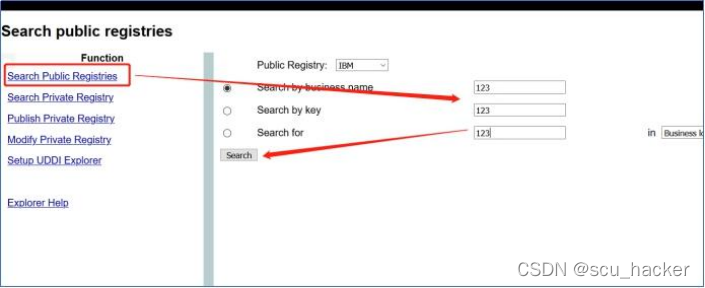 Search public registries
Function
Search Public Registries
Search Private Registry
Publish Private Registry
Modify Private Registry
Setup UDDI Explorer
Explorer Help
Public Registry: IBM
Search by business name 123
Search by key 123
Search for 123 in Business lo
Search
CSDN @scu_hacker